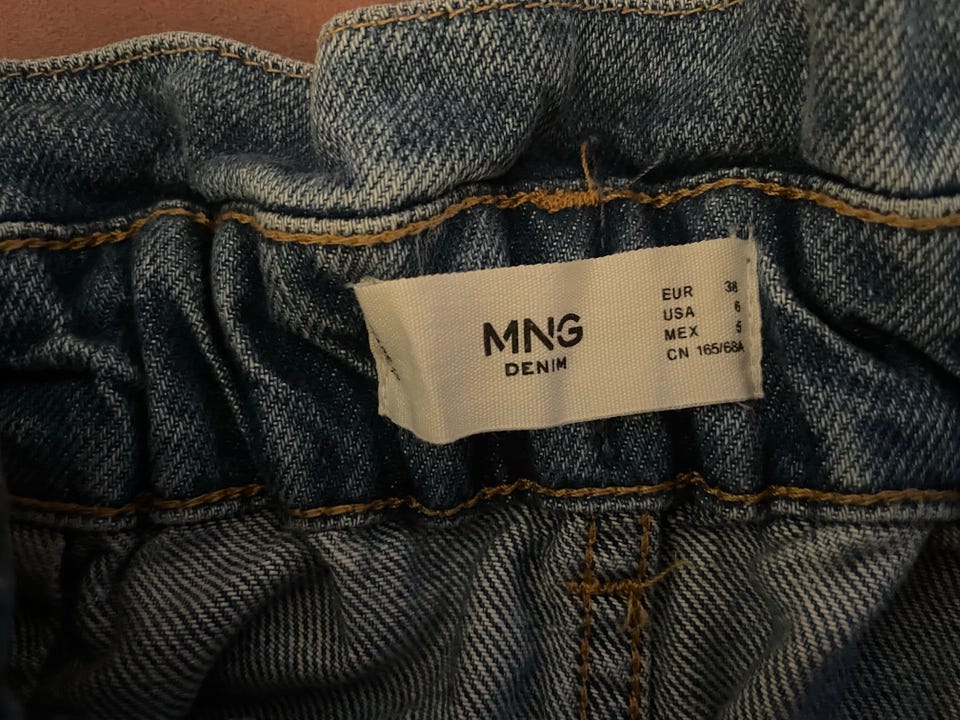 MNG
DENIM
EUR 38
USA 6
MEX 5
CN 165/68A